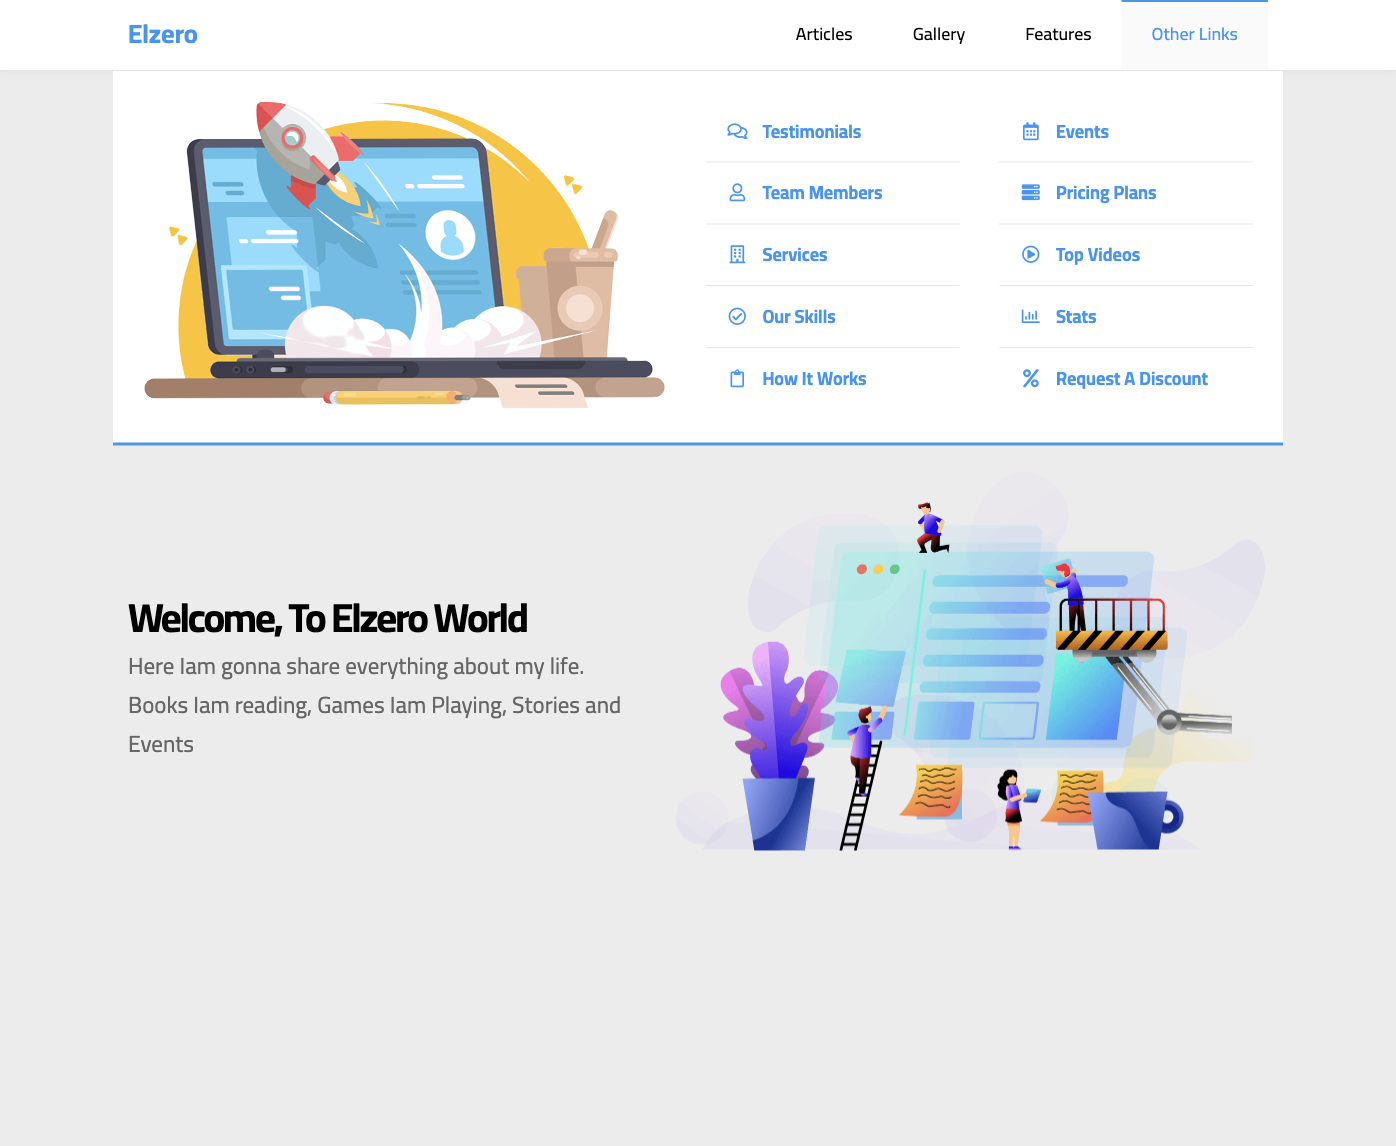 Elzero
Articles
Gallery
Features
Other Links
Testimonials
Team Members
Services
Our Skills
How It Works
Events
Pricing Plans
Top Videos
Stats
Request A Discount
Welcome, To Elzero World
Here Iam gonna share everything about my life.
Books Iam reading, Games Iam Playing, Stories and
Events